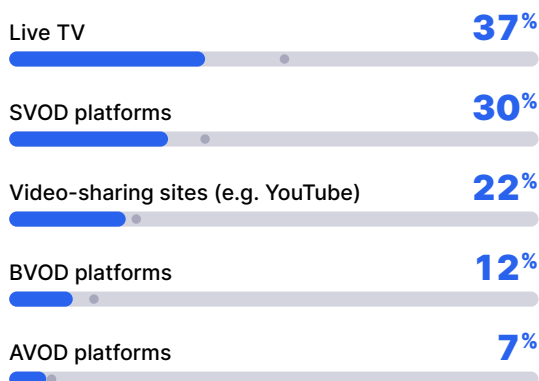 Live TV 37%
SVOD platforms 30%
Video-sharing sites (e.g. YouTube) 22%
BVOD platforms 12%
AVOD platforms 7%